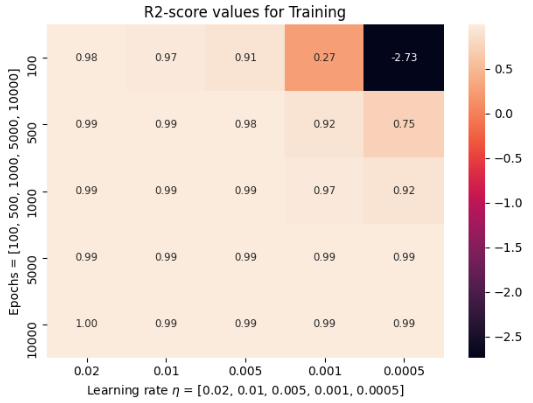 R2-score values for Training
Epochs = [100, 500, 1000, 5000, 10000]
100 0.98 0.97 0.91 0.27 -2.73
500 0.99 0.99 0.98 0.92 0.75
1000 0.99 0.99 0.99 0.97 0.92
5000 0.99 0.99 0.99 0.99 0.99
10000 1.00 0.99 0.99 0.99 0.99
0.02 0.01 0.005 0.001 0.0005
Learning rate η = [0.02, 0.01, 0.005, 0.001, 0.0005]
0.5
0.0
−0.5
−1.0
−1.5
−2.0
−2.5